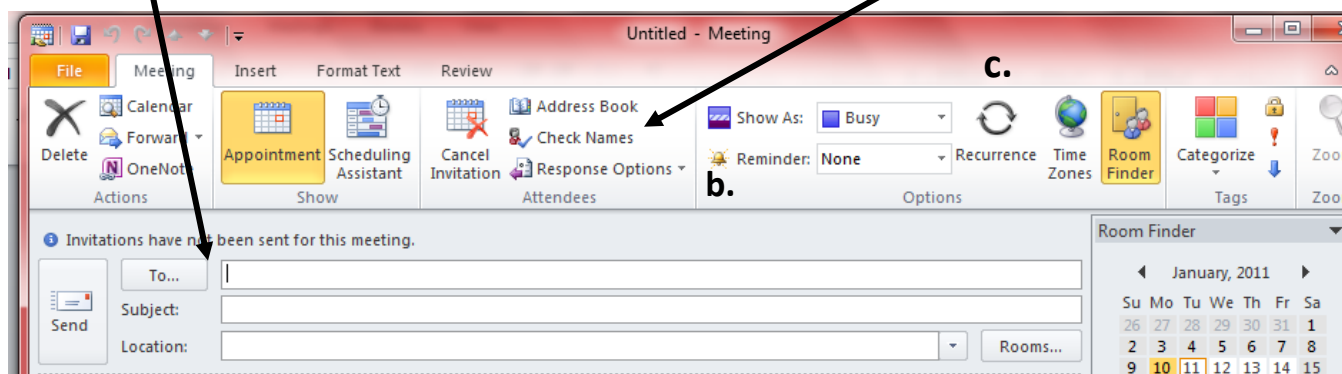 Untitled - Meeting
File Meeting Insert Format Text Review
c.
Delete
Calendar
Forward
OneNote
Actions
Appointment
Scheduling
Assistant
Show
Cancel
Invitation
Address Book
Check Names
Response Options
Attendees
Show As: Busy
Reminder: None
b.
Recurrence
Time
Zones
Room
Finder
Options
Categorize
Tags
Zoo
Zoo
Invitations have not been sent for this meeting.
Room Finder
Send
To...
Subject:
Location:
Rooms...
January, 2011
Su Mo Tu We Th Fr Sa
26 27 28 29 30 31 1
2 3 4 5 6 7 8
9 10 11 12 13 14 15